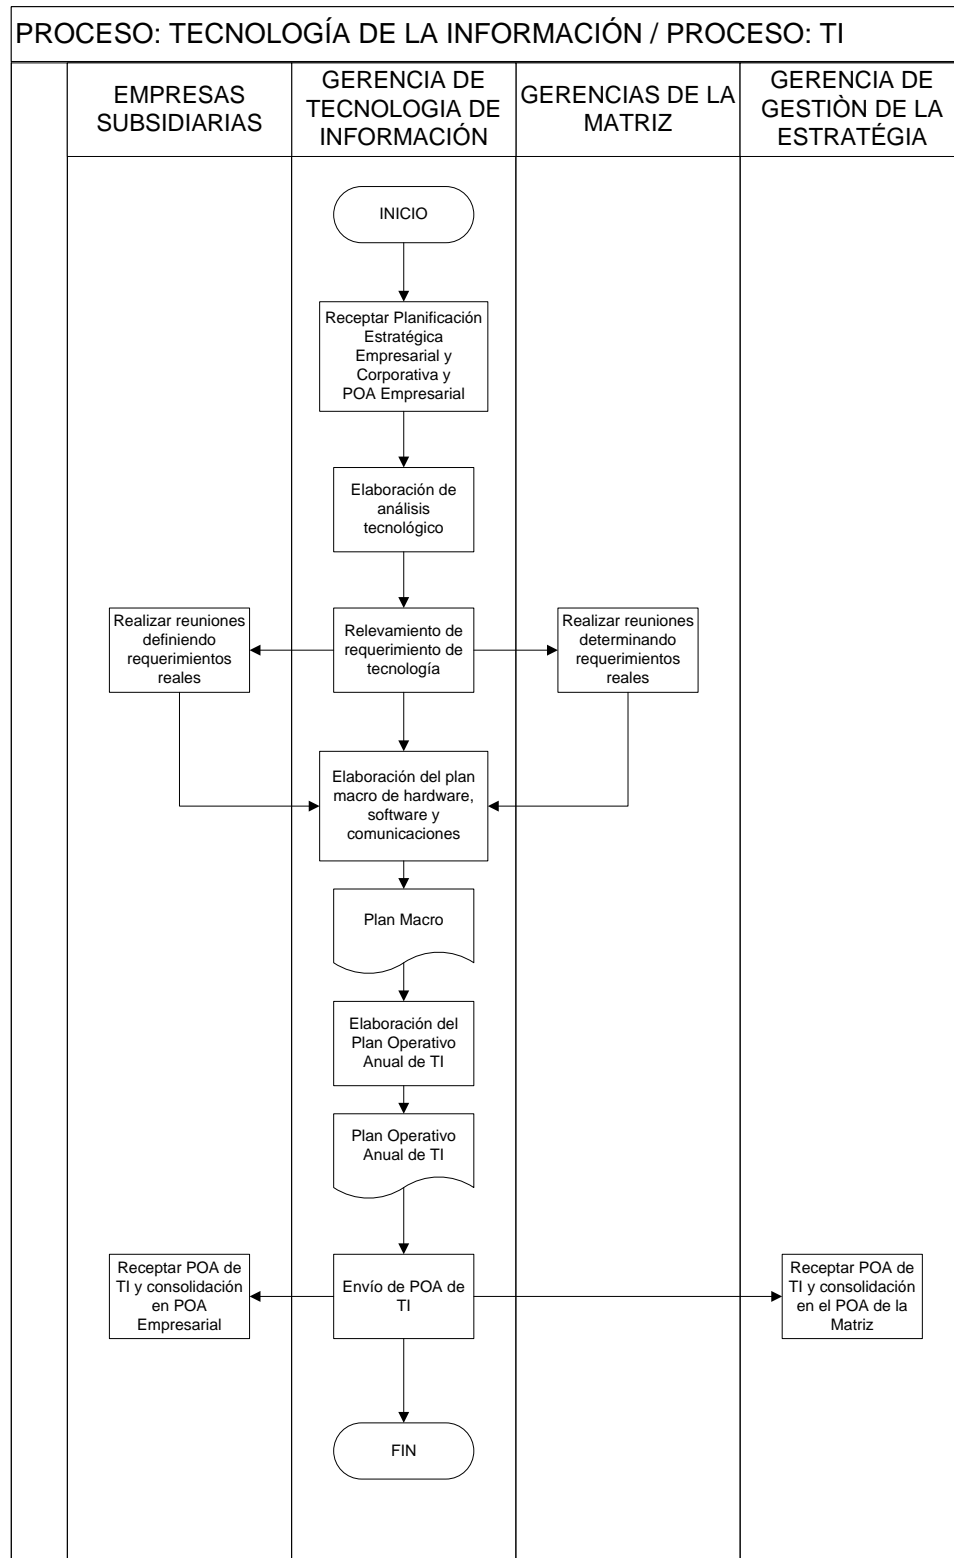 PROCESO: TECNOLOGÍA DE LA INFORMACIÓN / PROCESO: TI
EMPRESAS
SUBSIDIARIAS
GERENCIA DE
TECNOLOGIA DE
INFORMACIÓN
GERENCIAS DE LA
MATRIZ
GERENCIA DE
GESTIÒN DE LA
ESTRATÉGIA
INICIO
Receptar Planificación
Estratégica
Empresarial y
Corporativa y
POA Empresarial
Elaboración de
análisis
tecnológico
Realizar reuniones
definiendo
requerimientos
reales
Relevamiento de
requerimiento de
tecnología
Realizar reuniones
determinando
requerimientos
reales
Elaboración del plan
macro de hardware,
software y
comunicaciones
Plan Macro
Elaboración del
Plan Operativo
Anual de TI
Plan Operativo
Anual de TI
Receptar POA de
TI y consolidación
en POA
Empresarial
Envío de POA de
TI
Receptar POA de
TI y consolidación
en el POA de la
Matriz
FIN